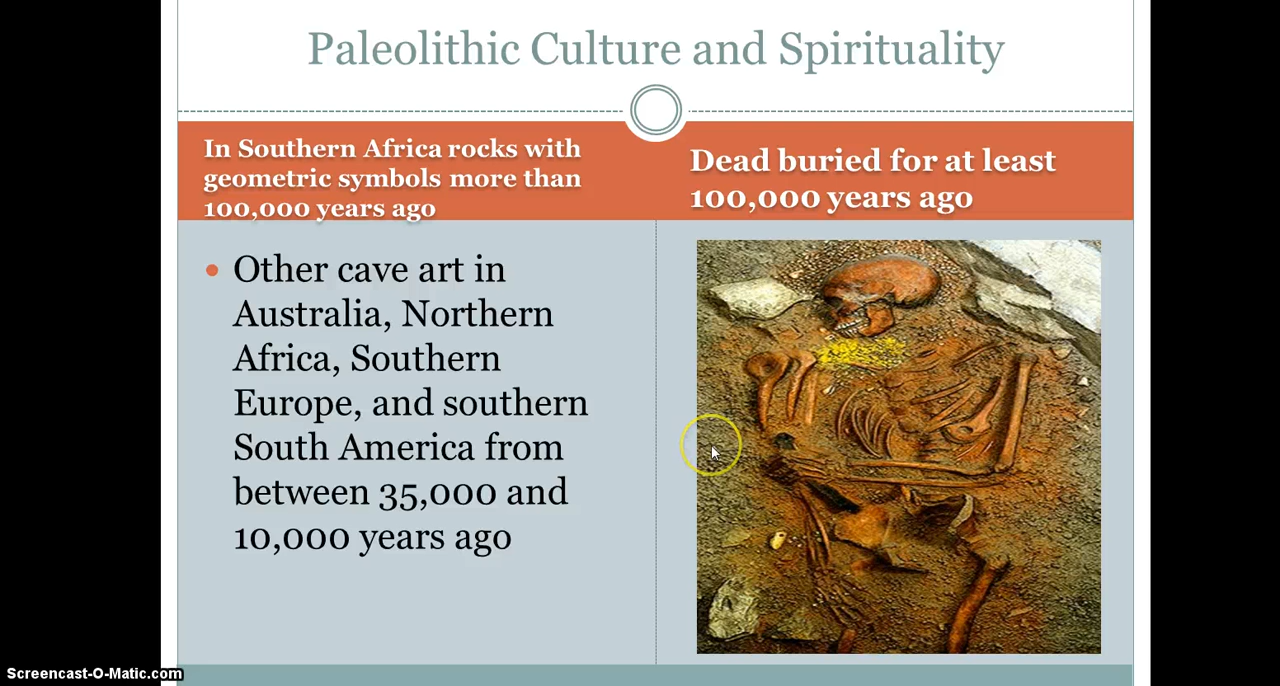 Paleolithic Culture and Spirituality
In Southern Africa rocks with
geometric symbols more than
100,000 years ago
Dead buried for at least
100,000 years ago
Other cave art in
Australia, Northern
Africa, Southern
Europe, and southern
South America from
between 35,000 and
10,000 years ago
Screencast-O-Matic.com